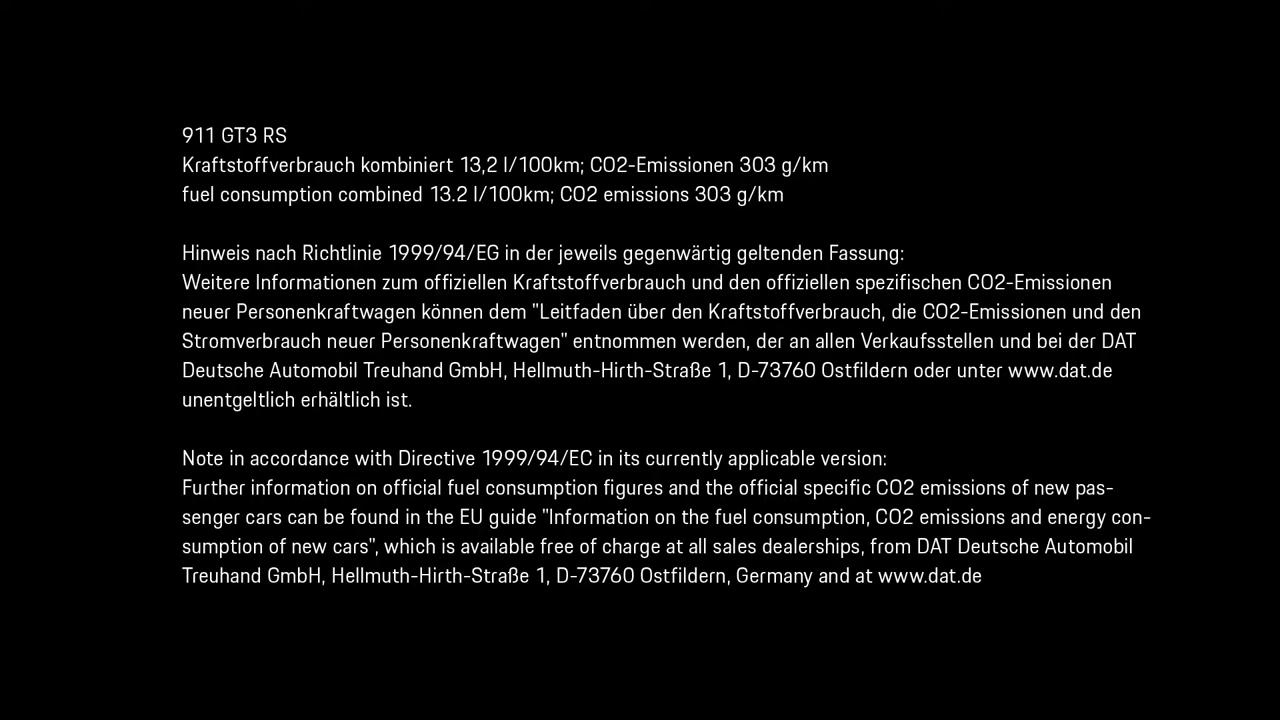 911 GT3 RS
Kraftstoffverbrauch kombiniert 13,2 l/100km; CO2-Emissionen 303 g/km
fuel consumption combined 13.2 l/100km; CO2 emissions 303 g/km
Hinweis nach Richtlinie 1999/94/EG in der jeweils gegenwärtig geltenden Fassung:
Weitere Informationen zum offiziellen Kraftstoffverbrauch und den offiziellen spezifischen CO2-Emissionen
neuer Personenkraftwagen können dem "Leitfaden über den Kraftstoffverbrauch, die CO2-Emissionen und den
Stromverbrauch neuer Personenkraftwagen" entnommen werden, der an allen Verkaufsstellen und bei der DAT
Deutsche Automobil Treuhand GmbH, Hellmuth-Hirth-Straße 1, D-73760 Ostfildern oder unter www.dat.de
unentgeltlich erhältlich ist.
Note in accordance with Directive 1999/94/EC in its currently applicable version:
Further information on official fuel consumption figures and the official specific CO2 emissions of new pas-
senger cars can be found in the EU guide "Information on the fuel consumption, CO2 emissions and energy con-
sumption of new cars", which is available free of charge at all sales dealerships, from DAT Deutsche Automobil
Treuhand GmbH, Hellmuth-Hirth-Straße 1, D-73760 Ostfildern, Germany and at www.dat.de